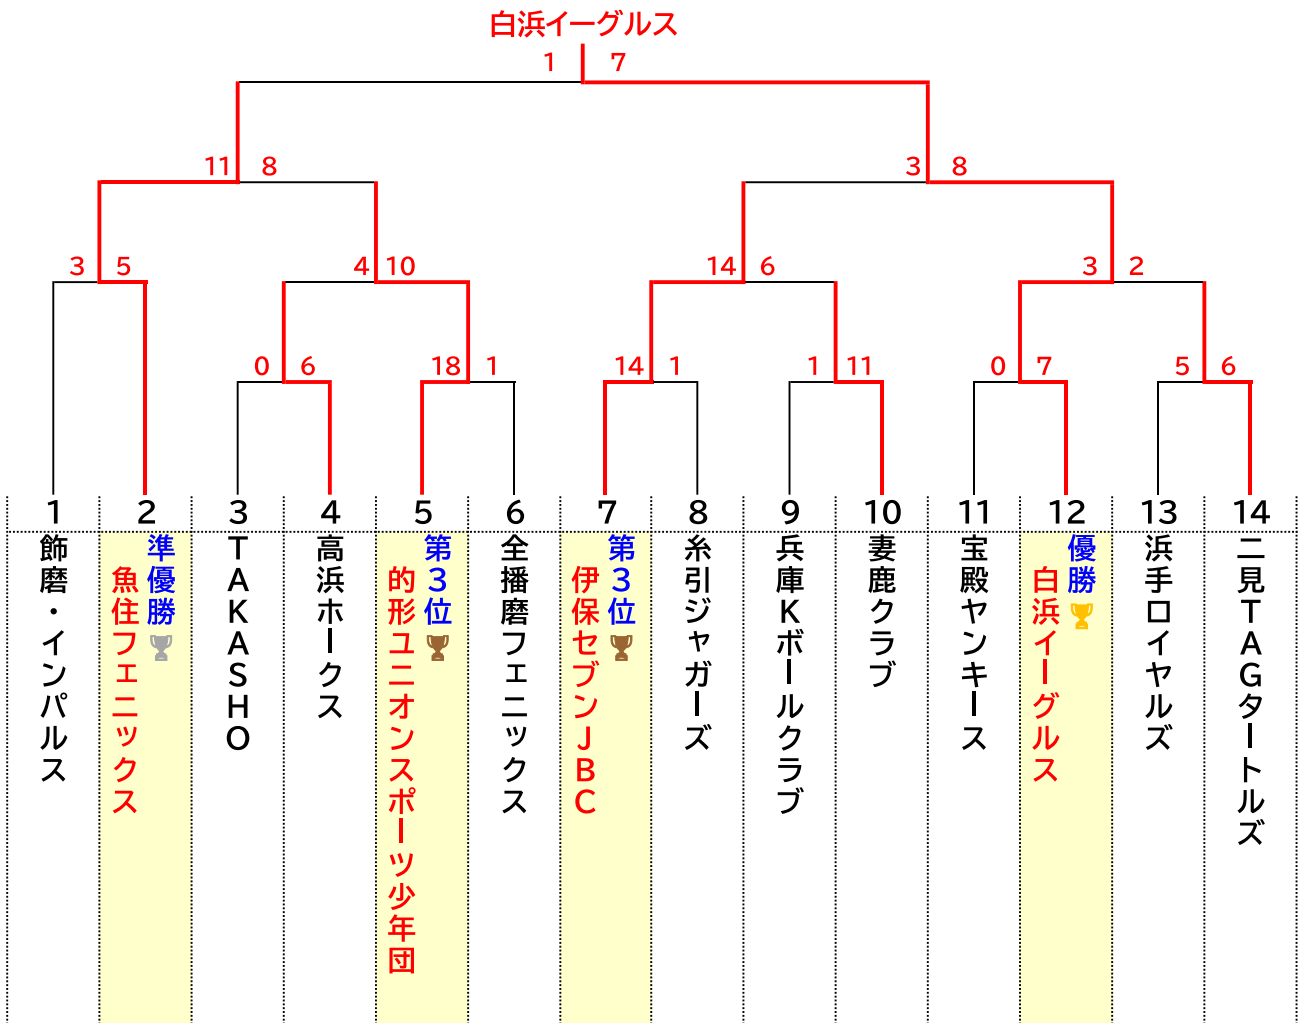 白浜イーグルス
1 7
11 8
3 8
3 5
4 10
14 6
3 2
0 6
18 1
14 1
1 11
0 7
5 6
1
飾磨・インパルス
2
準優勝
魚住フェニックス
3
TAKASHO
4
高浜ホークス
5
第3位
的形ユニオンスポーツ少年団
6
全播磨フェニックス
7
第3位
伊保セブンJBC
8
糸引ジャガーズ
9
兵庫Kボールクラブ
10
妻鹿クラブ
11
宝殿ヤンキース
12
優勝
白浜イーグルス
13
浜手ロイヤルズ
14
二見TAGタートルズ